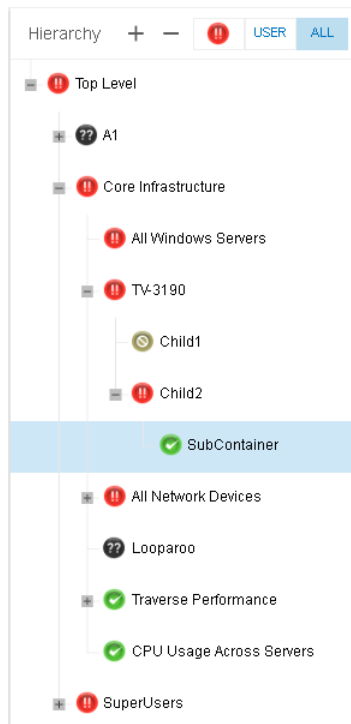 Hierarchy + − !! USER ALL
!! Top Level
?? A1
!! Core Infrastructure
!! All Windows Servers
!! TV-3190
Child1
!! Child2
SubContainer
!! All Network Devices
?? Looparoo
Traverse Performance
CPU Usage Across Servers
!! SuperUsers